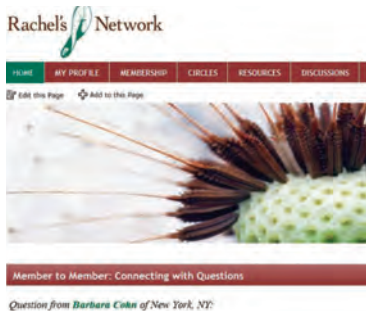 Rachel's Network
HOME MY PROFILE MEMBERSHIP CIRCLES RESOURCES DISCUSSIONS
Edit this Page Add to this Page
Member to Member: Connecting with Questions
Question from Barbara Cohn of New York, NY: